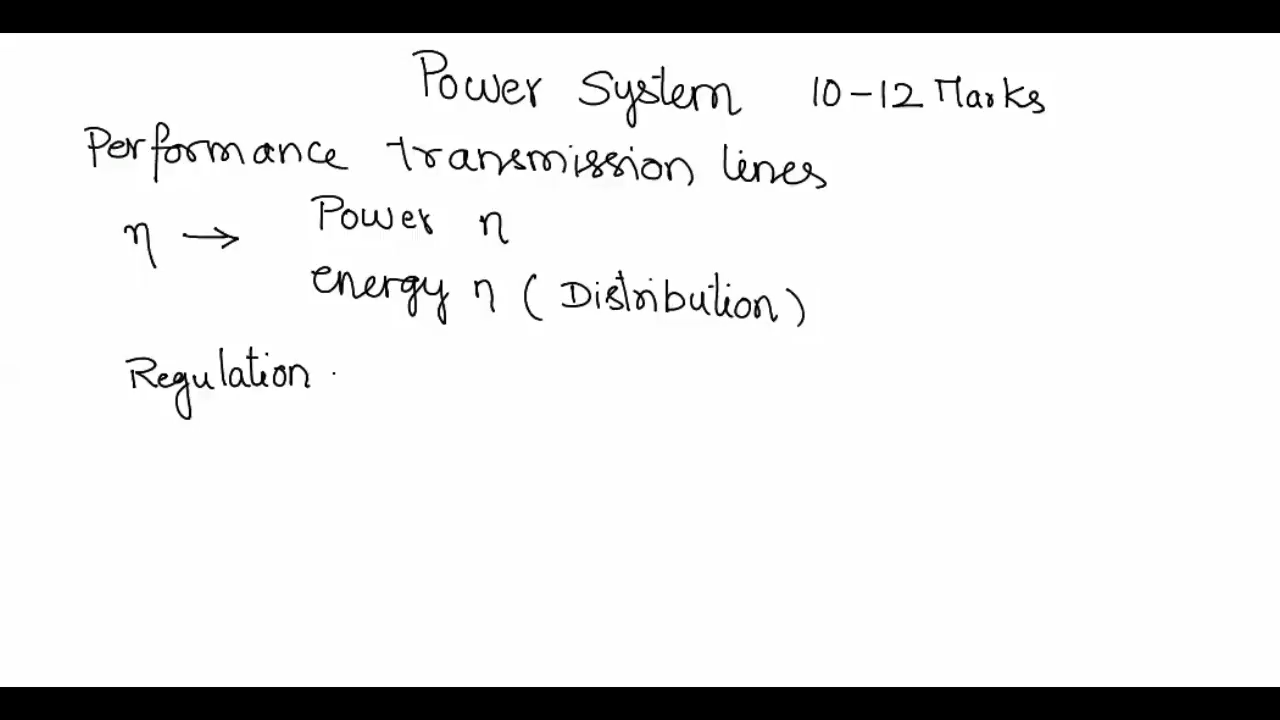 Power System 10-12 Marks
Performance transmission lines
η → Power η
energy η (Distribution)
Regulation